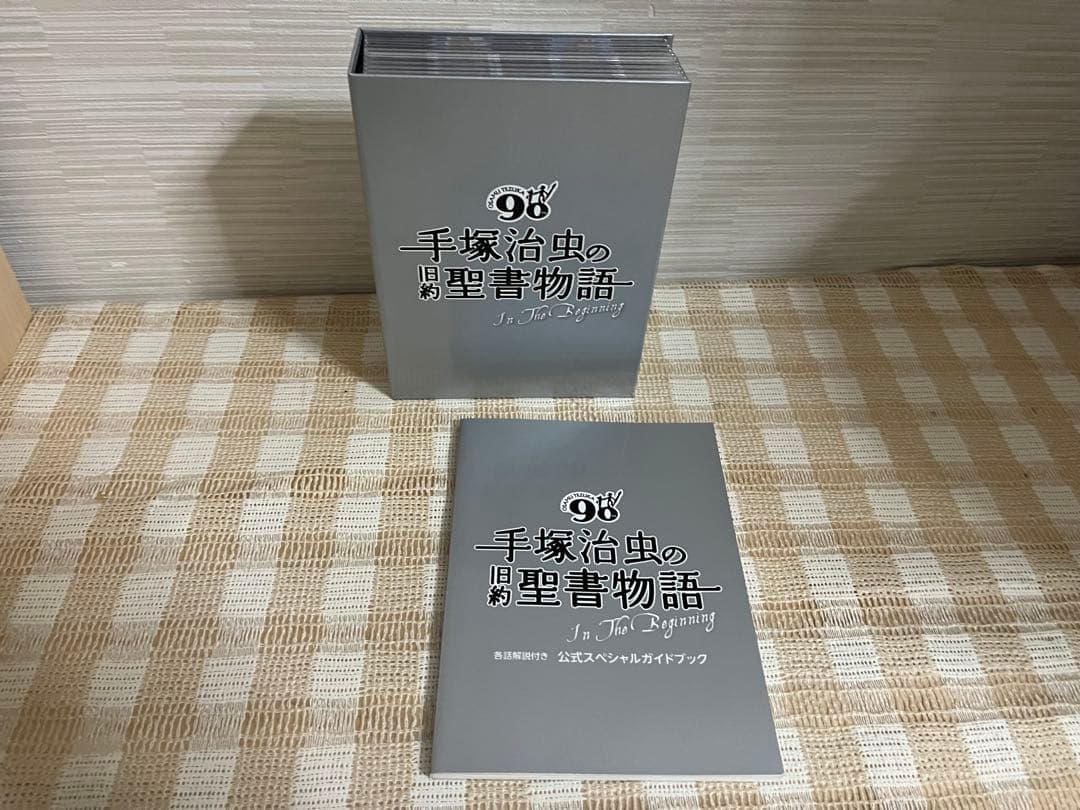 OSAMU TEZUKA
90
手塚治虫の
旧約聖書物語
In The Beginning
OSAMU TEZUKA
90
手塚治虫の
旧約聖書物語
In The Beginning
各話解説付き 公式スペシャルガイドブック